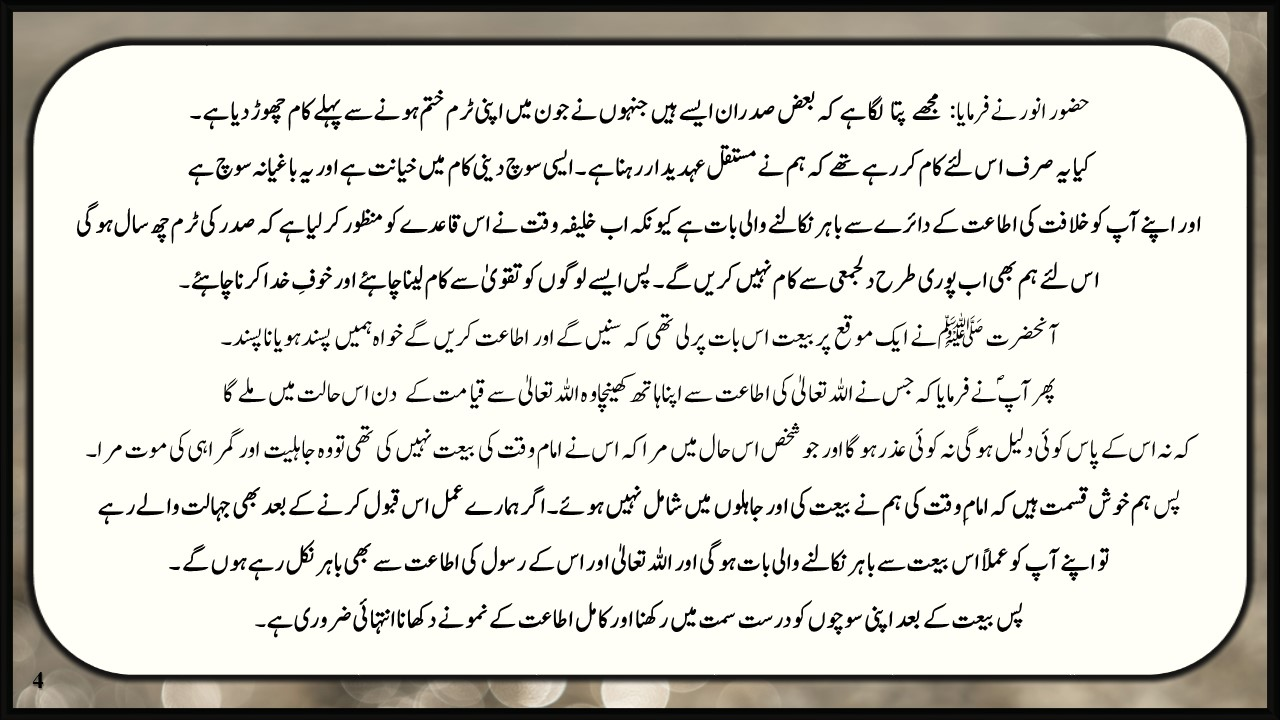 حضور انور نے فرمایا: مجھے پتا لگا ہے کہ بعض صدران ایسے ہیں جنہوں نے جون میں اپنی ٹرم ختم ہونے سے پہلے کام چھوڑ دیا ہے۔
کیا یہ صرف اس لئے کام کر رہے تھے کہ ہم نے مستقل عہدیدار رہنا ہے۔ ایسی سوچ دینی کام میں خیانت ہے اور یہ باغیانہ سوچ ہے
اور اپنے آپ کو خلافت کی اطاعت کے دائرے سے باہر نکالنے والی بات ہے کیونکہ اب خلیفہ وقت نے اس قاعدے کو منظور کر لیا ہے کہ صدر کی ٹرم چھ سال ہوگی
اس لئے ہم بھی اب پوری طرح دلجمعی سے کام نہیں کریں گے۔ پس ایسے لوگوں کو تقویٰ سے کام لینا چاہئے اور خوفِ خدا کرنا چاہئے۔
آنحضرت ﷺ نے ایک موقع پر بیعت اس بات پر لی تھی کہ سنیں گے اور اطاعت کریں گے خواہ ہمیں پسند ہو یا ناپسند۔
پھر آپؐ نے فرمایا کہ جس نے اللہ تعالیٰ کی اطاعت سے اپنا ہاتھ کھینچا وہ اللہ تعالیٰ سے قیامت کے دن اس حالت میں ملے گا
کہ نہ اس کے پاس کوئی دلیل ہوگی نہ کوئی عذر ہوگا اور جو شخص اس حال میں مرا کہ اس نے امام وقت کی بیعت نہیں کی تھی تو وہ جاہلیت اور گمراہی کی موت مرا۔
پس ہم خوش قسمت ہیں کہ امامِ وقت کی ہم نے بیعت کی اور جاہلوں میں شامل نہیں ہوئے۔ اگر ہمارے عمل اس قبول کرنے کے بعد بھی جہالت والے رہے
تو اپنے آپ کو عملاً اس بیعت سے باہر نکالنے والی بات ہوگی اور اللہ تعالیٰ اور اس کے رسول کی اطاعت سے بھی باہر نکل رہے ہوں گے۔
پس بیعت کے بعد اپنی سوچوں کو درست سمت میں رکھنا اور کامل اطاعت کے نمونے دکھانا انتہائی ضروری ہے۔
4